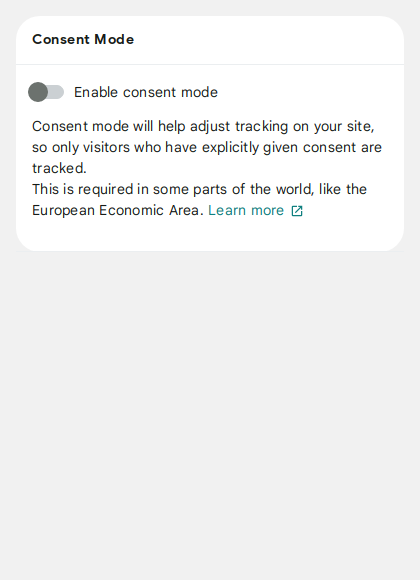 Consent Mode
Enable consent mode
Consent mode will help adjust tracking on your site,
so only visitors who have explicitly given consent are
tracked.
This is required in some parts of the world, like the
European Economic Area. Learn more